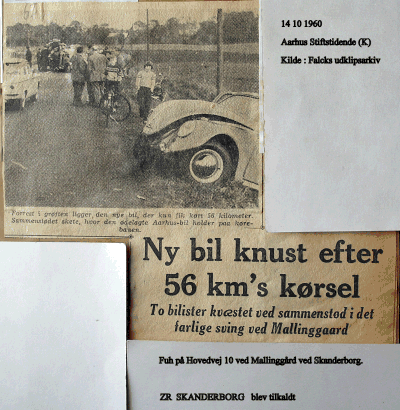 14 10 1960
Aarhus Stiftstidende (K)
Kilde : Falcks udklipsarkiv
Forrest i grøften ligger den nye bil, der kun fik kørt 56 kilometer.
Sammenstødet skete, hvor den ødelagte Aarhus-bil holder paa køre-
banen.
Ny bil knust efter
56 km's kørsel
To bilister kvæstet ved sammenstød i det
farlige sving ved Mallinggaard
Fuh på Hovedvej 10 ved Mallinggård ved Skanderborg.
ZR SKANDERBORG blev tilkaldt